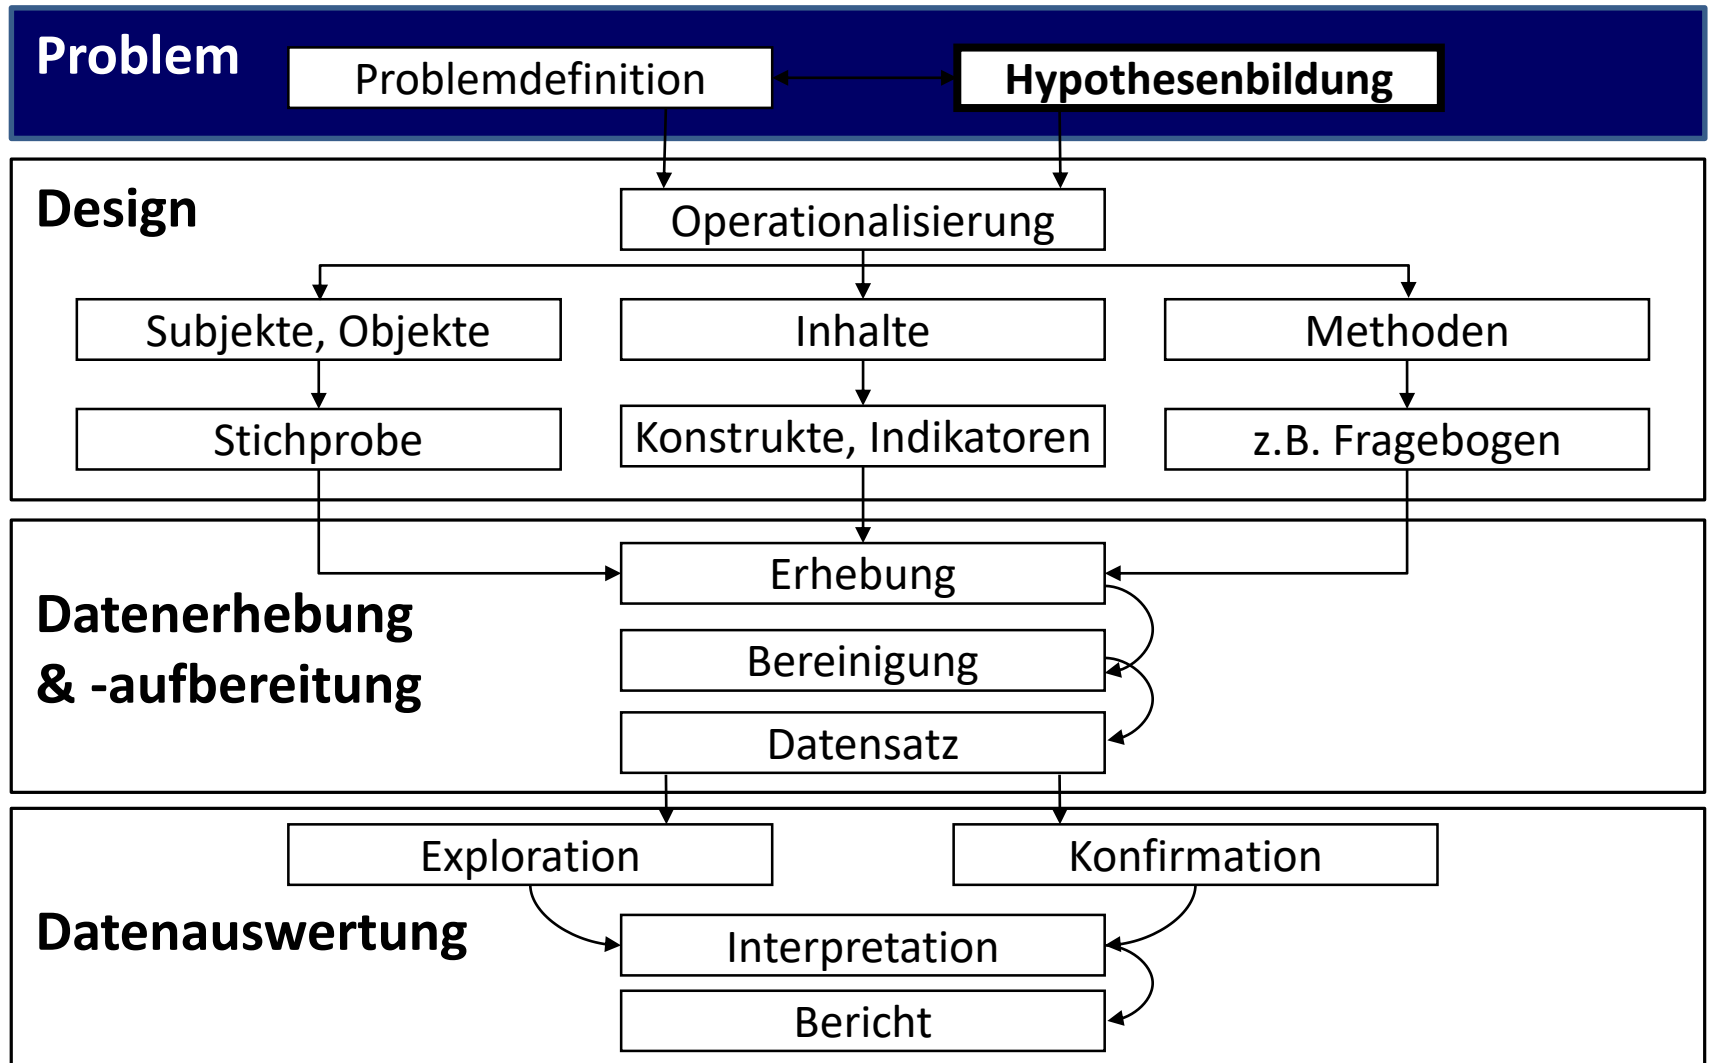 Problem
Problemdefinition
Hypothesenbildung
Design
Operationalisierung
Subjekte, Objekte
Inhalte
Methoden
Stichprobe
Konstrukte, Indikatoren
z.B. Fragebogen
Datenerhebung
& -aufbereitung
Erhebung
Bereinigung
Datensatz
Datenauswertung
Exploration
Konfirmation
Interpretation
Bericht